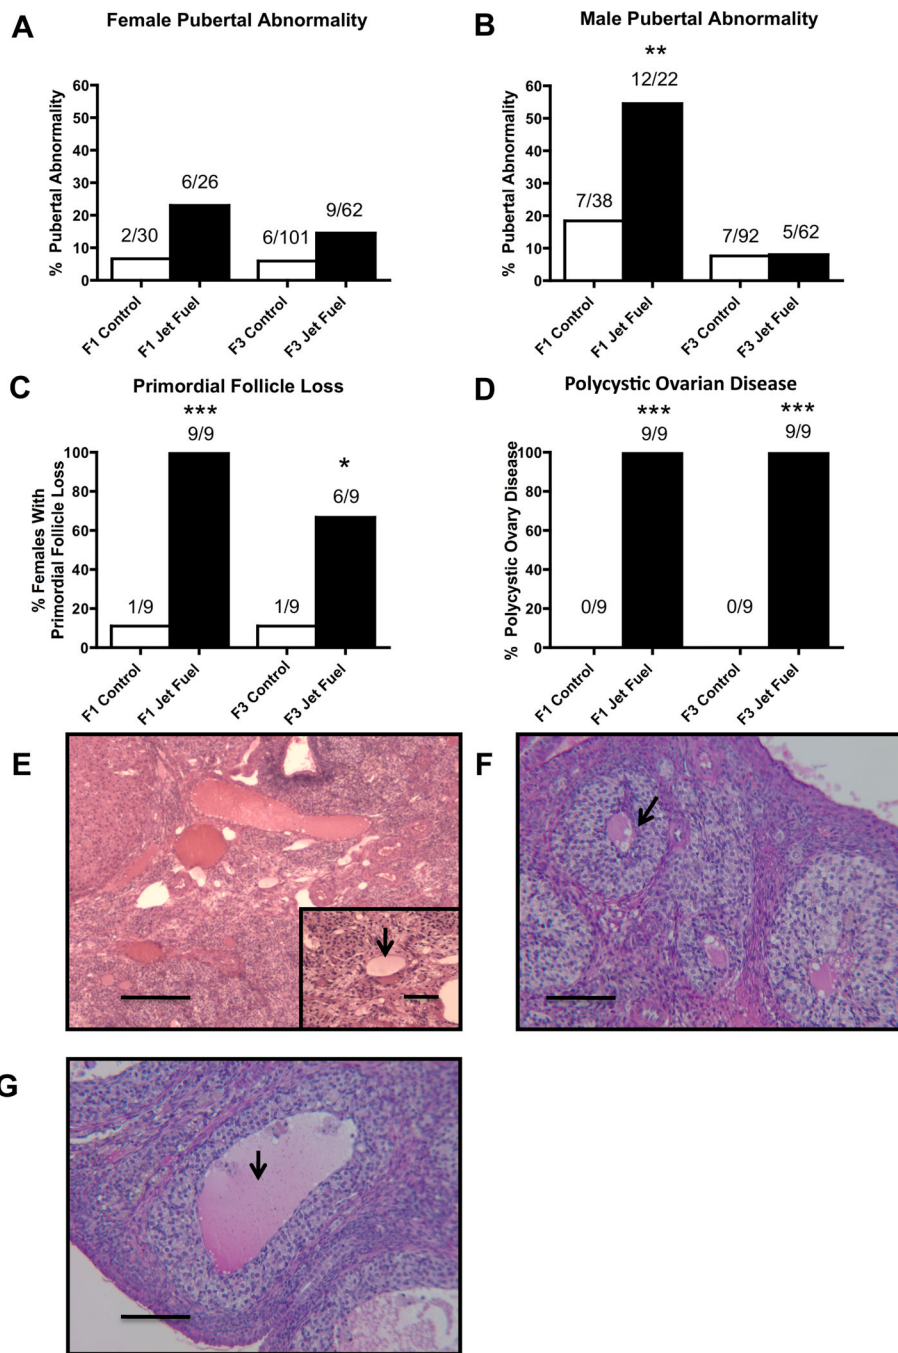 A
Female Pubertal Abnormality
% Pubertal Abnormality
60
50
40
30
20
10
0
2/30
6/26
6/101
9/62
F1 Control
F1 Jet Fuel
F3 Control
F3 Jet Fuel
B
Male Pubertal Abnormality
% Pubertal Abnormality
60
50
40
30
20
10
0
7/38
**
12/22
7/92
5/62
F1 Control
F1 Jet Fuel
F3 Control
F3 Jet Fuel
C
Primordial Follicle Loss
% Females With
Primordial Follicle Loss
100
80
60
40
20
0
1/9
***
9/9
1/9
*
6/9
F1 Control
F1 Jet Fuel
F3 Control
F3 Jet Fuel
D
Polycystic Ovarian Disease
% Polycystic Ovary Disease
100
80
60
40
20
0
0/9
***
9/9
0/9
***
9/9
F1 Control
F1 Jet Fuel
F3 Control
F3 Jet Fuel
E
F
G